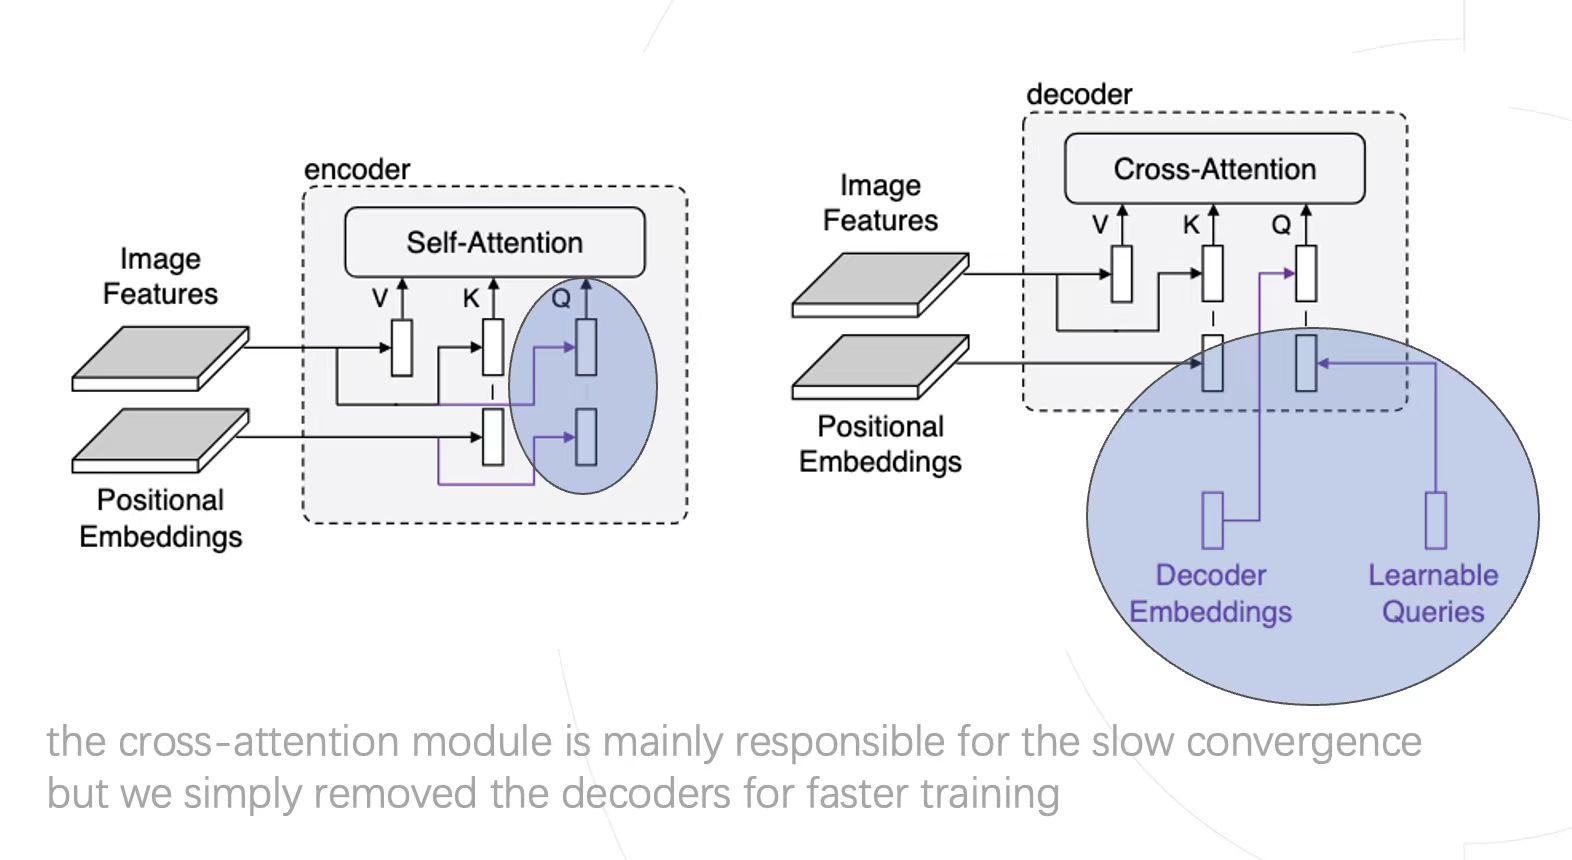 encoder
Self-Attention
V
K
Q
Image
Features
Positional
Embeddings
decoder
Cross-Attention
V
K
Q
Image
Features
Positional
Embeddings
Decoder
Embeddings
Learnable
Queries
the cross-attention module is mainly responsible for the slow convergence
but we simply removed the decoders for faster training